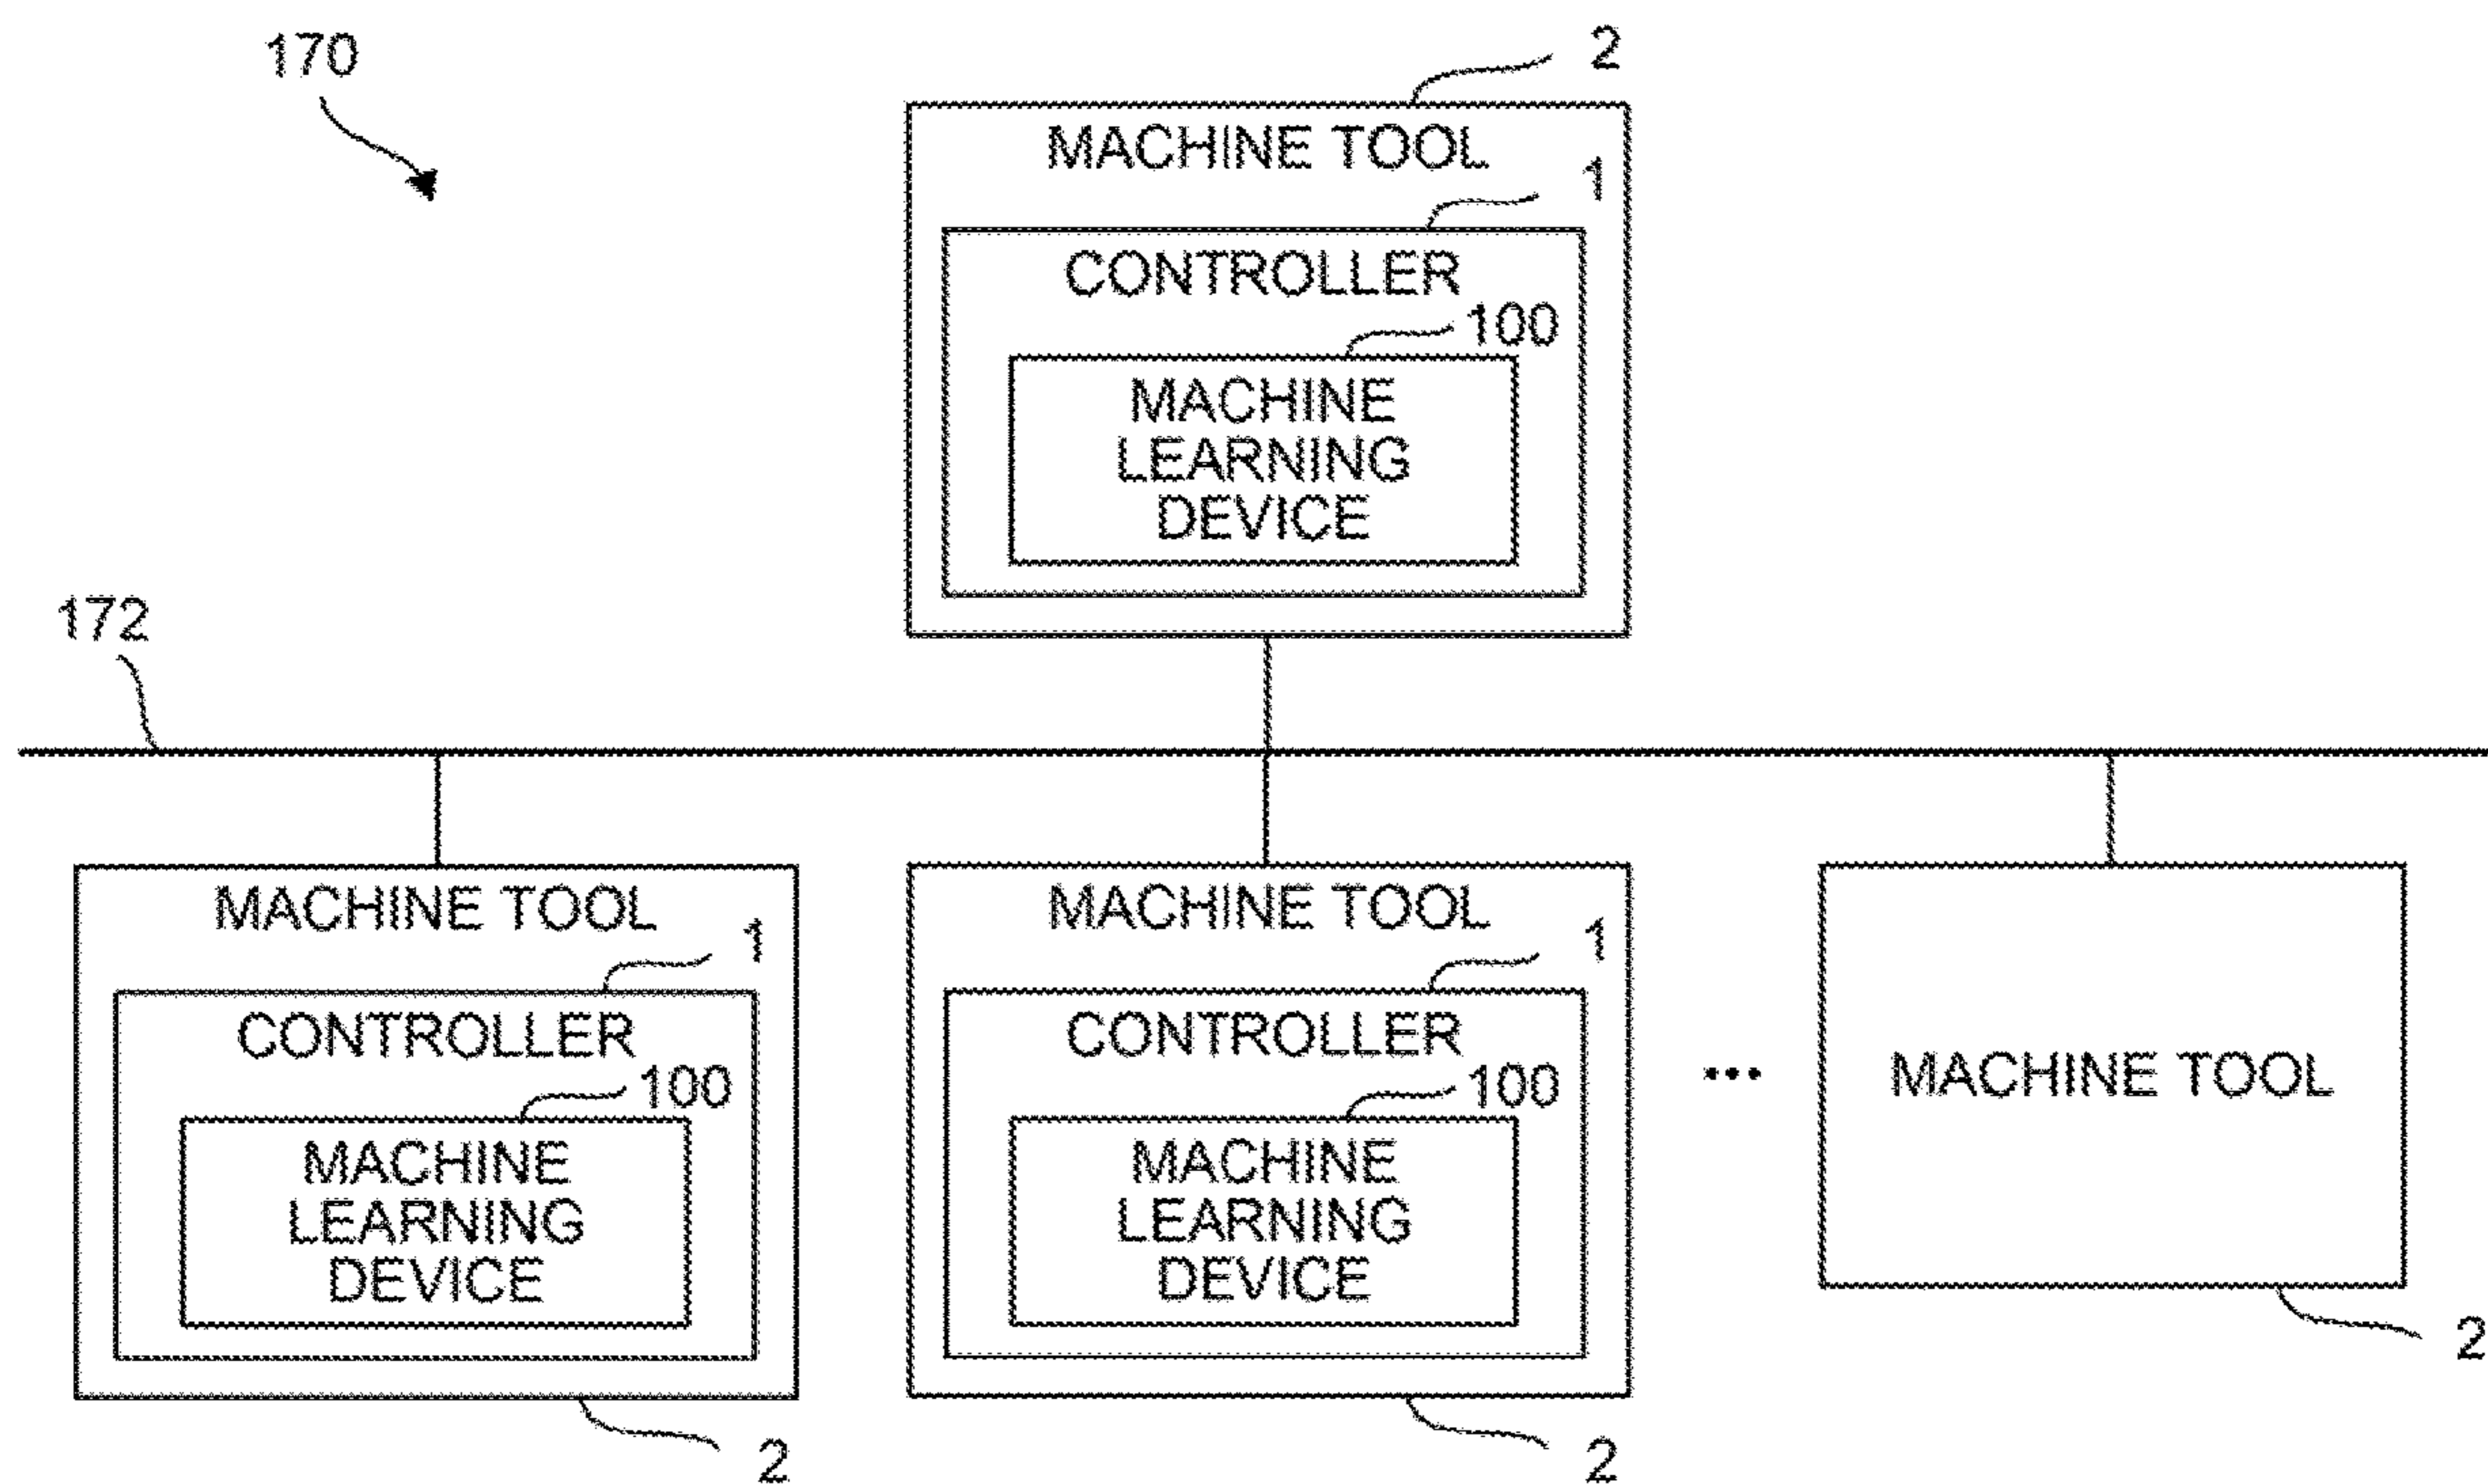 170
2
MACHINE TOOL
1
CONTROLLER
100
MACHINE
LEARNING
DEVICE
172
MACHINE TOOL
1
CONTROLLER
100
MACHINE
LEARNING
DEVICE
2
MACHINE TOOL
1
CONTROLLER
100
MACHINE
LEARNING
DEVICE
2
...
MACHINE TOOL
2